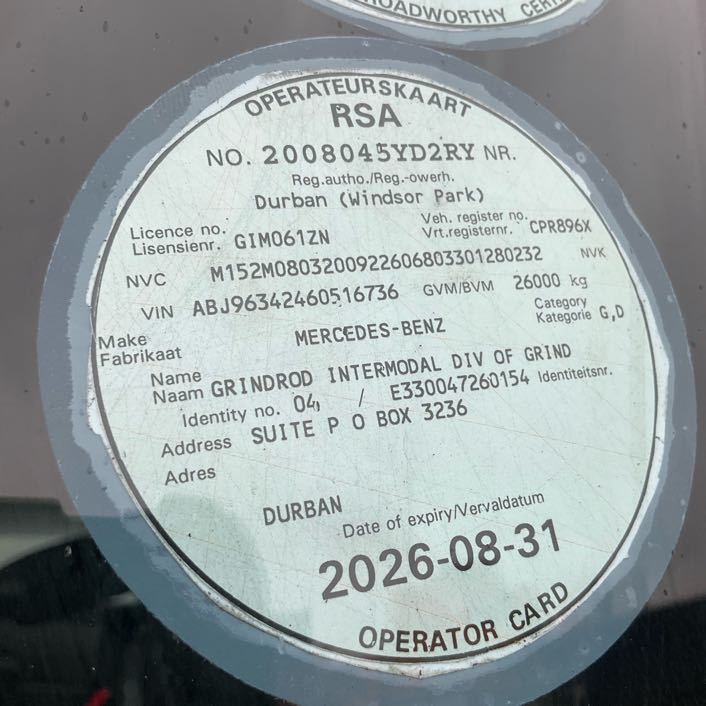 ROADWORTHY CERT
OPERATEURSKAART
RSA
NO. 2008045YD2RY NR.
Reg.autho./Reg.-owerh.
Durban (Windsor Park)
Licence no. Veh. register no.
Lisensienr. GIM061ZN Vrt.registernr. CPR896X
NVC M152M0803200922606803301280232 NVK
VIN ABJ96342460516736 GVM/BVM 26000 kg
Make Category
Fabrikaat MERCEDES-BENZ Kategorie G,D
Name
Naam GRINDROD INTERMODAL DIV OF GRIND
Identity no. 04, / E330047260154 Identiteitsnr.
Address SUITE P O BOX 3236
Adres
DURBAN
Date of expiry/Vervaldatum
2026-08-31
OPERATOR CARD